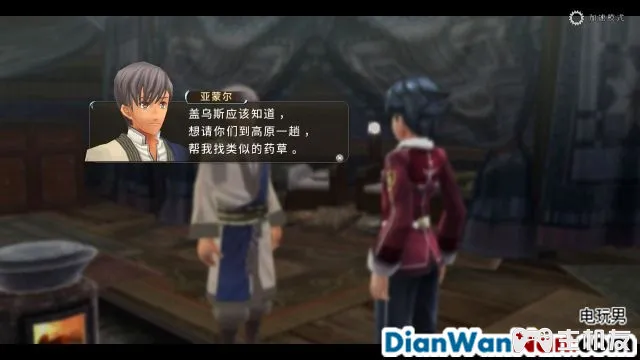 加速模式
亚蒙尔
盖乌斯应该知道，
想请你们到高原一趟，
帮我找类似的药草。
电玩男
DianWan